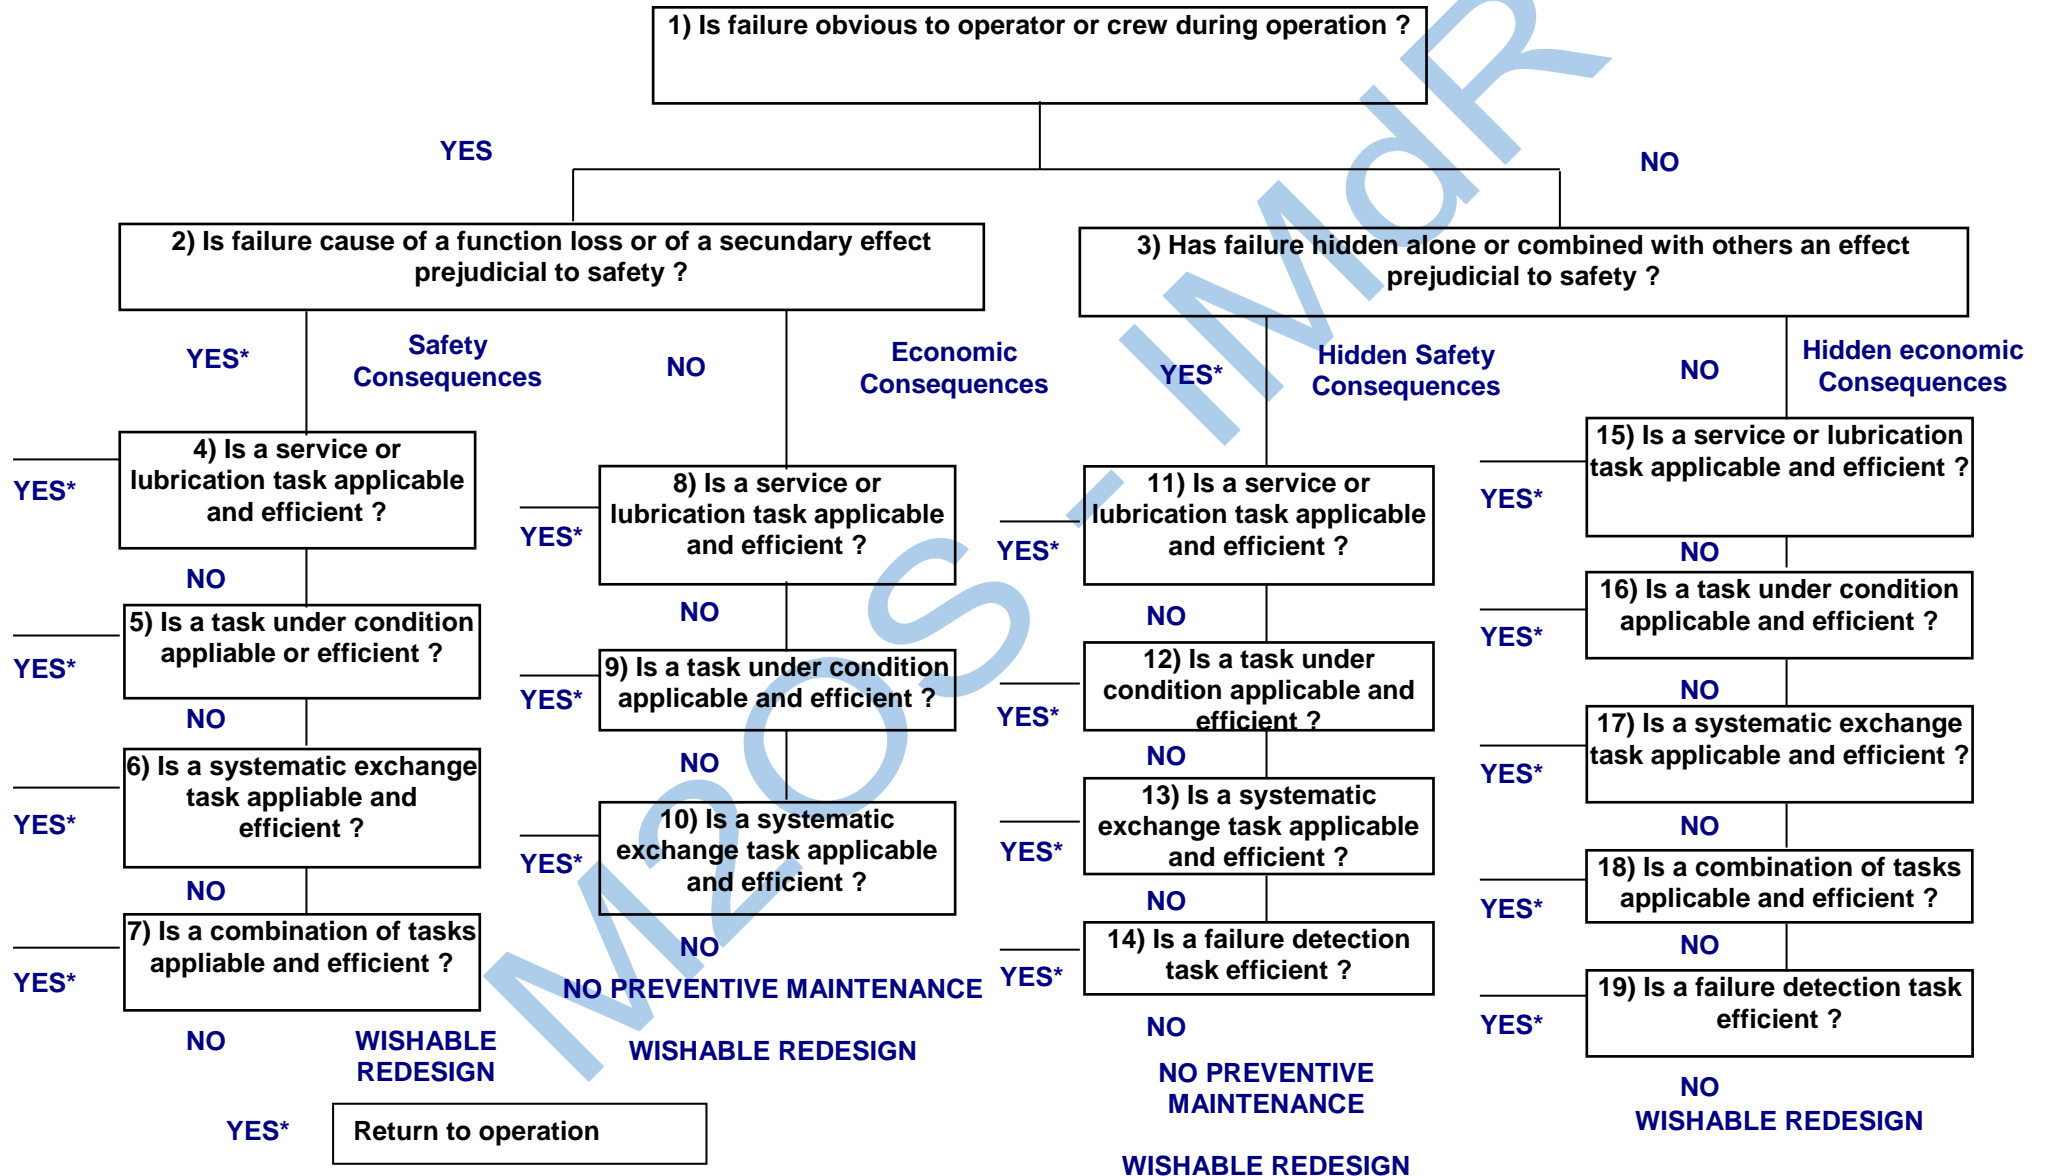 1) Is failure obvious to operator or crew during operation ?
YES
NO
2) Is failure cause of a function loss or of a secundary effect
prejudicial to safety ?
3) Has failure hidden alone or combined with others an effect
prejudicial to safety ?
YES*
Safety
Consequences
NO
Economic
Consequences
YES*
Hidden Safety
Consequences
NO
Hidden economic
Consequences
4) Is a service or
lubrication task applicable
and efficient ?
YES*
NO
5) Is a task under condition
appliable or efficient ?
YES*
NO
6) Is a systematic exchange
task appliable and
efficient ?
YES*
NO
7) Is a combination of tasks
appliable and efficient ?
YES*
NO
WISHABLE
REDESIGN
8) Is a service or
lubrication task applicable
and efficient ?
YES*
NO
9) Is a task under condition
applicable and efficient ?
YES*
NO
10) Is a systematic
exchange task applicable
and efficient ?
YES*
NO
NO PREVENTIVE MAINTENANCE
WISHABLE REDESIGN
11) Is a service or
lubrication task applicable
and efficient ?
YES*
NO
12) Is a task under
condition applicable and
efficient ?
YES*
NO
13) Is a systematic
exchange task applicable
and efficient ?
YES*
NO
14) Is a failure detection
task efficient ?
YES*
NO
NO PREVENTIVE
MAINTENANCE
WISHABLE REDESIGN
15) Is a service or lubrication
task applicable and efficient ?
YES*
NO
16) Is a task under condition
applicable and efficient ?
YES*
NO
17) Is a systematic exchange
task applicable and efficient ?
YES*
NO
18) Is a combination of tasks
applicable and efficient ?
YES*
NO
19) Is a failure detection task
efficient ?
YES*
NO
WISHABLE REDESIGN
YES*
Return to operation
M2OS - IMdR